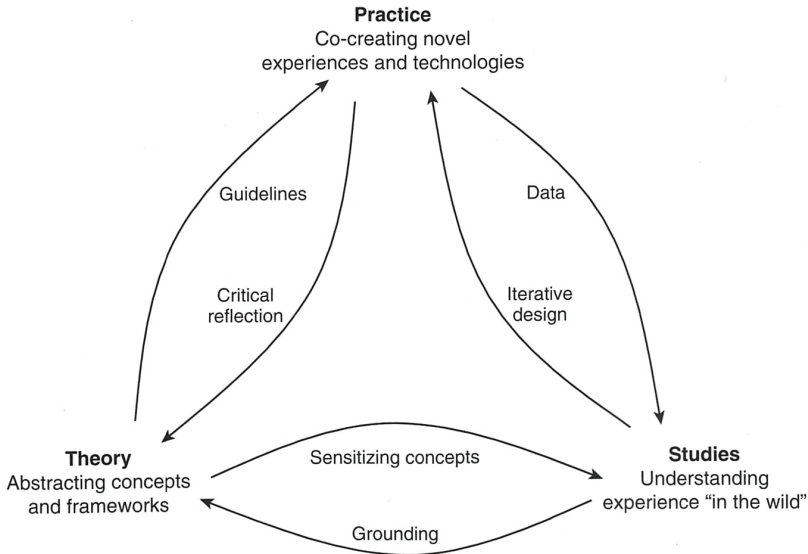 Practice
Co-creating novel
experiences and technologies
Guidelines
Data
Critical
reflection
Iterative
design
Theory
Abstracting concepts
and frameworks
Sensitizing concepts
Studies
Understanding
experience “in the wild”
Grounding